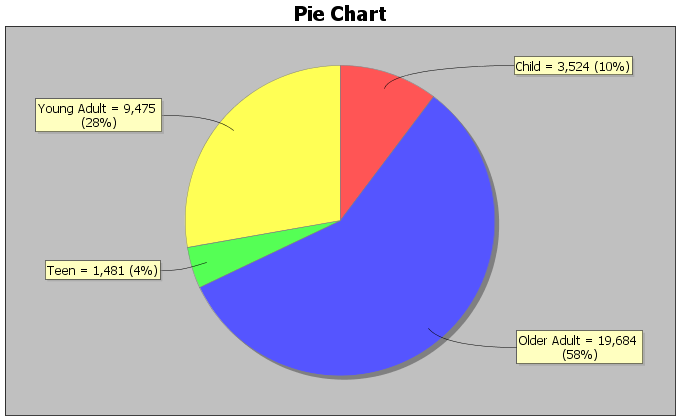 Pie Chart
Child = 3,524 (10%)
Young Adult = 9,475
(28%)
Teen = 1,481 (4%)
Older Adult = 19,684
(58%)